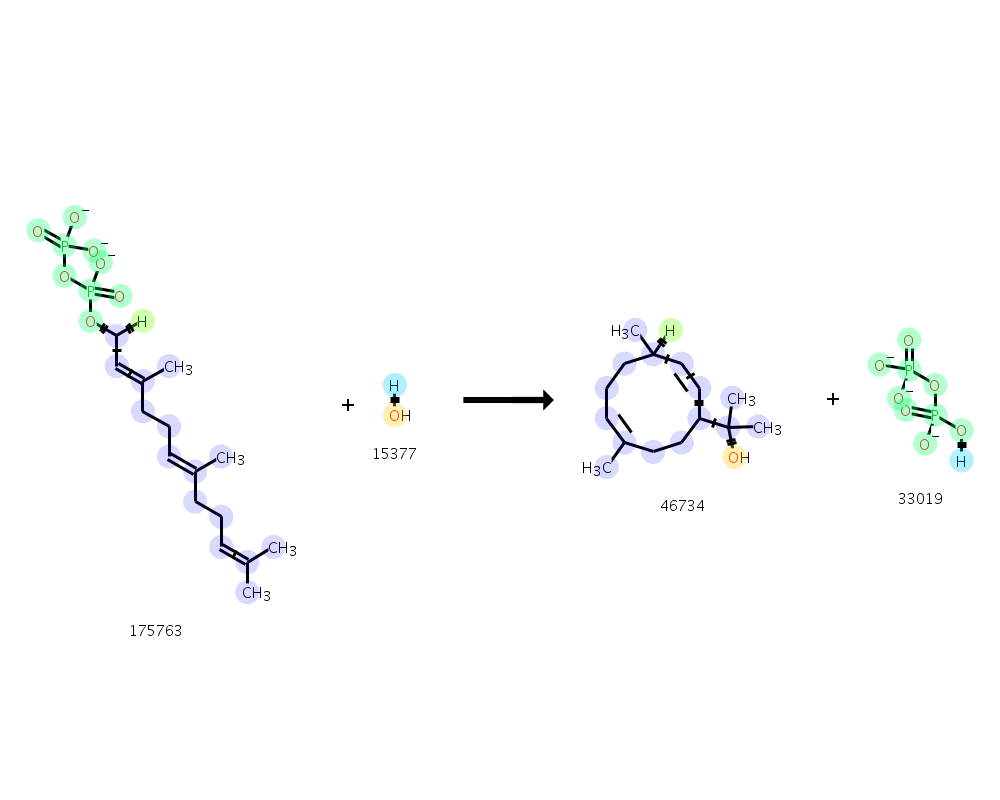 O⁻
O
P
O⁻
O⁻
O
P
O
O
H
CH₃
CH₃
CH₃
CH₃
175763
+
H
OH
15377
H₃C
H
CH₃
CH₃
OH
H₃C
46734
+
O
O⁻
P
O
O⁻
O
P
O
O⁻
H
33019